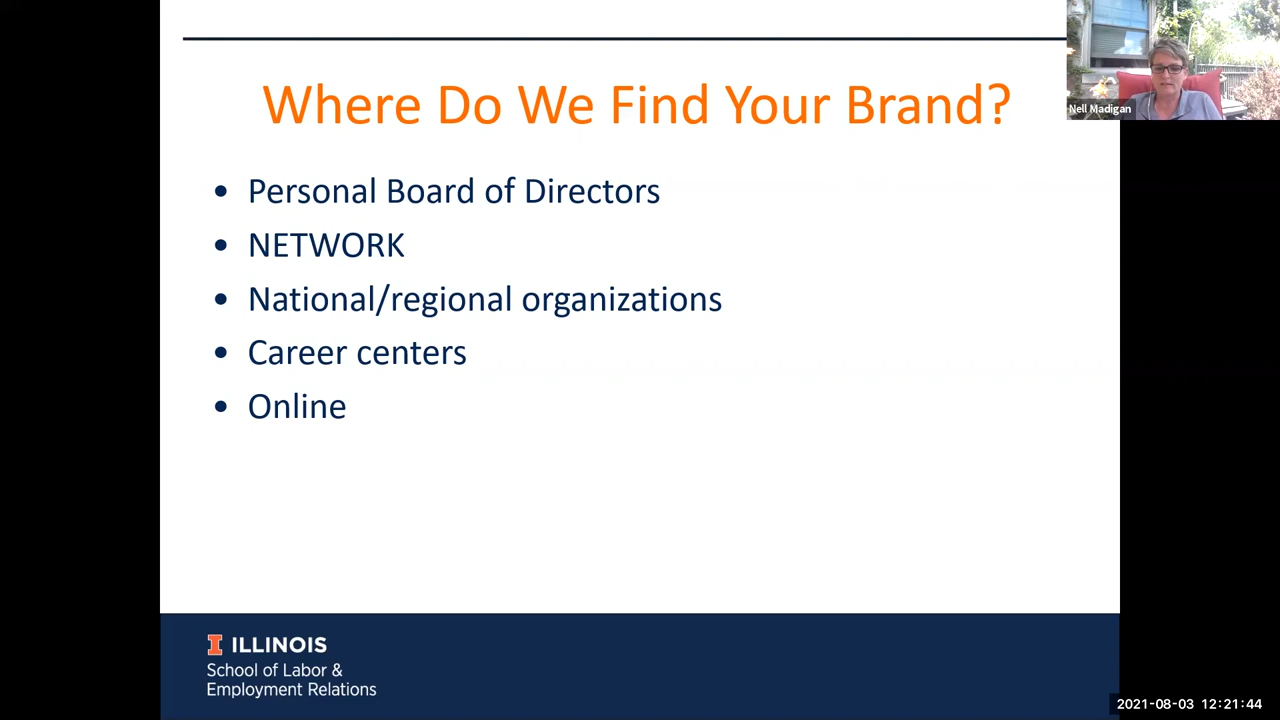 Where Do We Find Your Brand?
Nell Madigan
• Personal Board of Directors
• NETWORK
• National/regional organizations
• Career centers
• Online
I ILLINOIS
School of Labor &
Employment Relations
2021-08-03 12:21:44